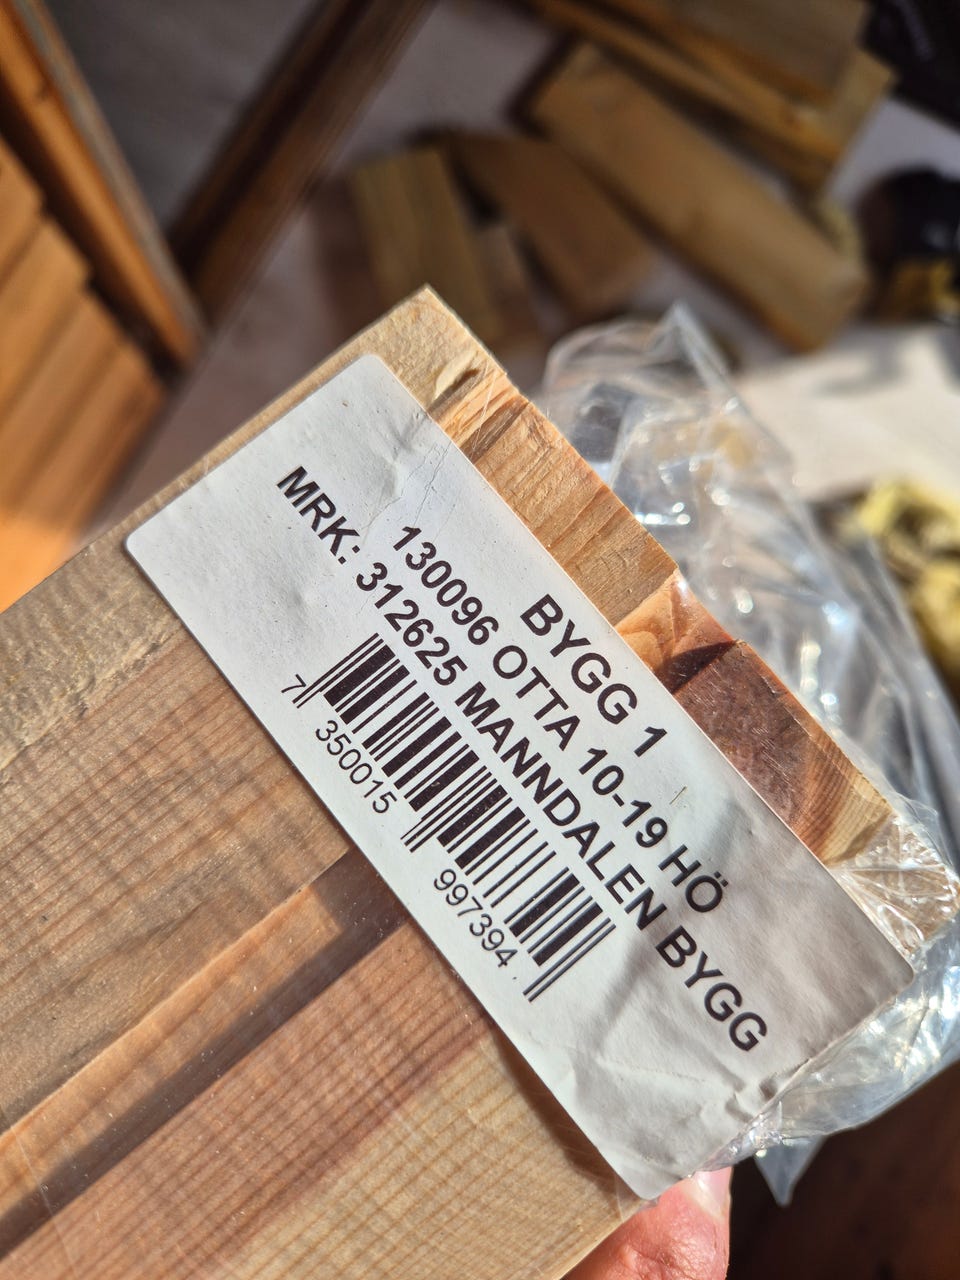 BYGG 1
130096 OTTA 10-19 HÖ
MRK: 312625 MANNDALEN BYGG
7 350015 997394